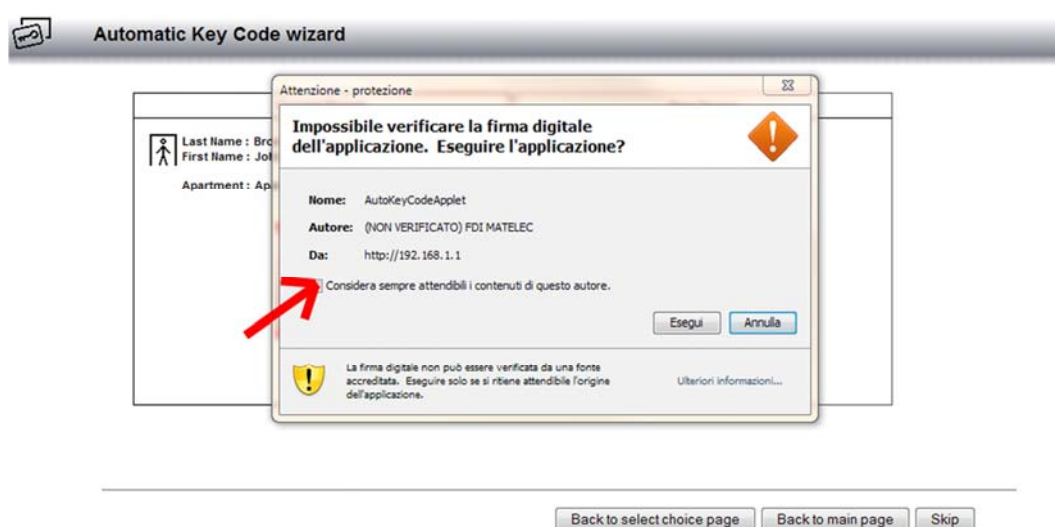 Automatic Key Code wizard
Attenzione - protezione
Impossibile verificare la firma digitale
dell'applicazione. Eseguire l'applicazione?
Last Name : Bro
First Name : Joh
Apartment : Apa
Nome: AutoKeyCodeApplet
Autore: (NON VERIFICATO) FDI MATELEC
Da: http://192.168.1.1
Considera sempre attendibili i contenuti di questo autore.
Esegui Annulla
La firma digitale non può essere verificata da una fonte
accreditata. Eseguire solo se si ritiene attendibile l'origine
dell'applicazione.
Ulteriori informazioni...
Back to select choice page Back to main page Skip